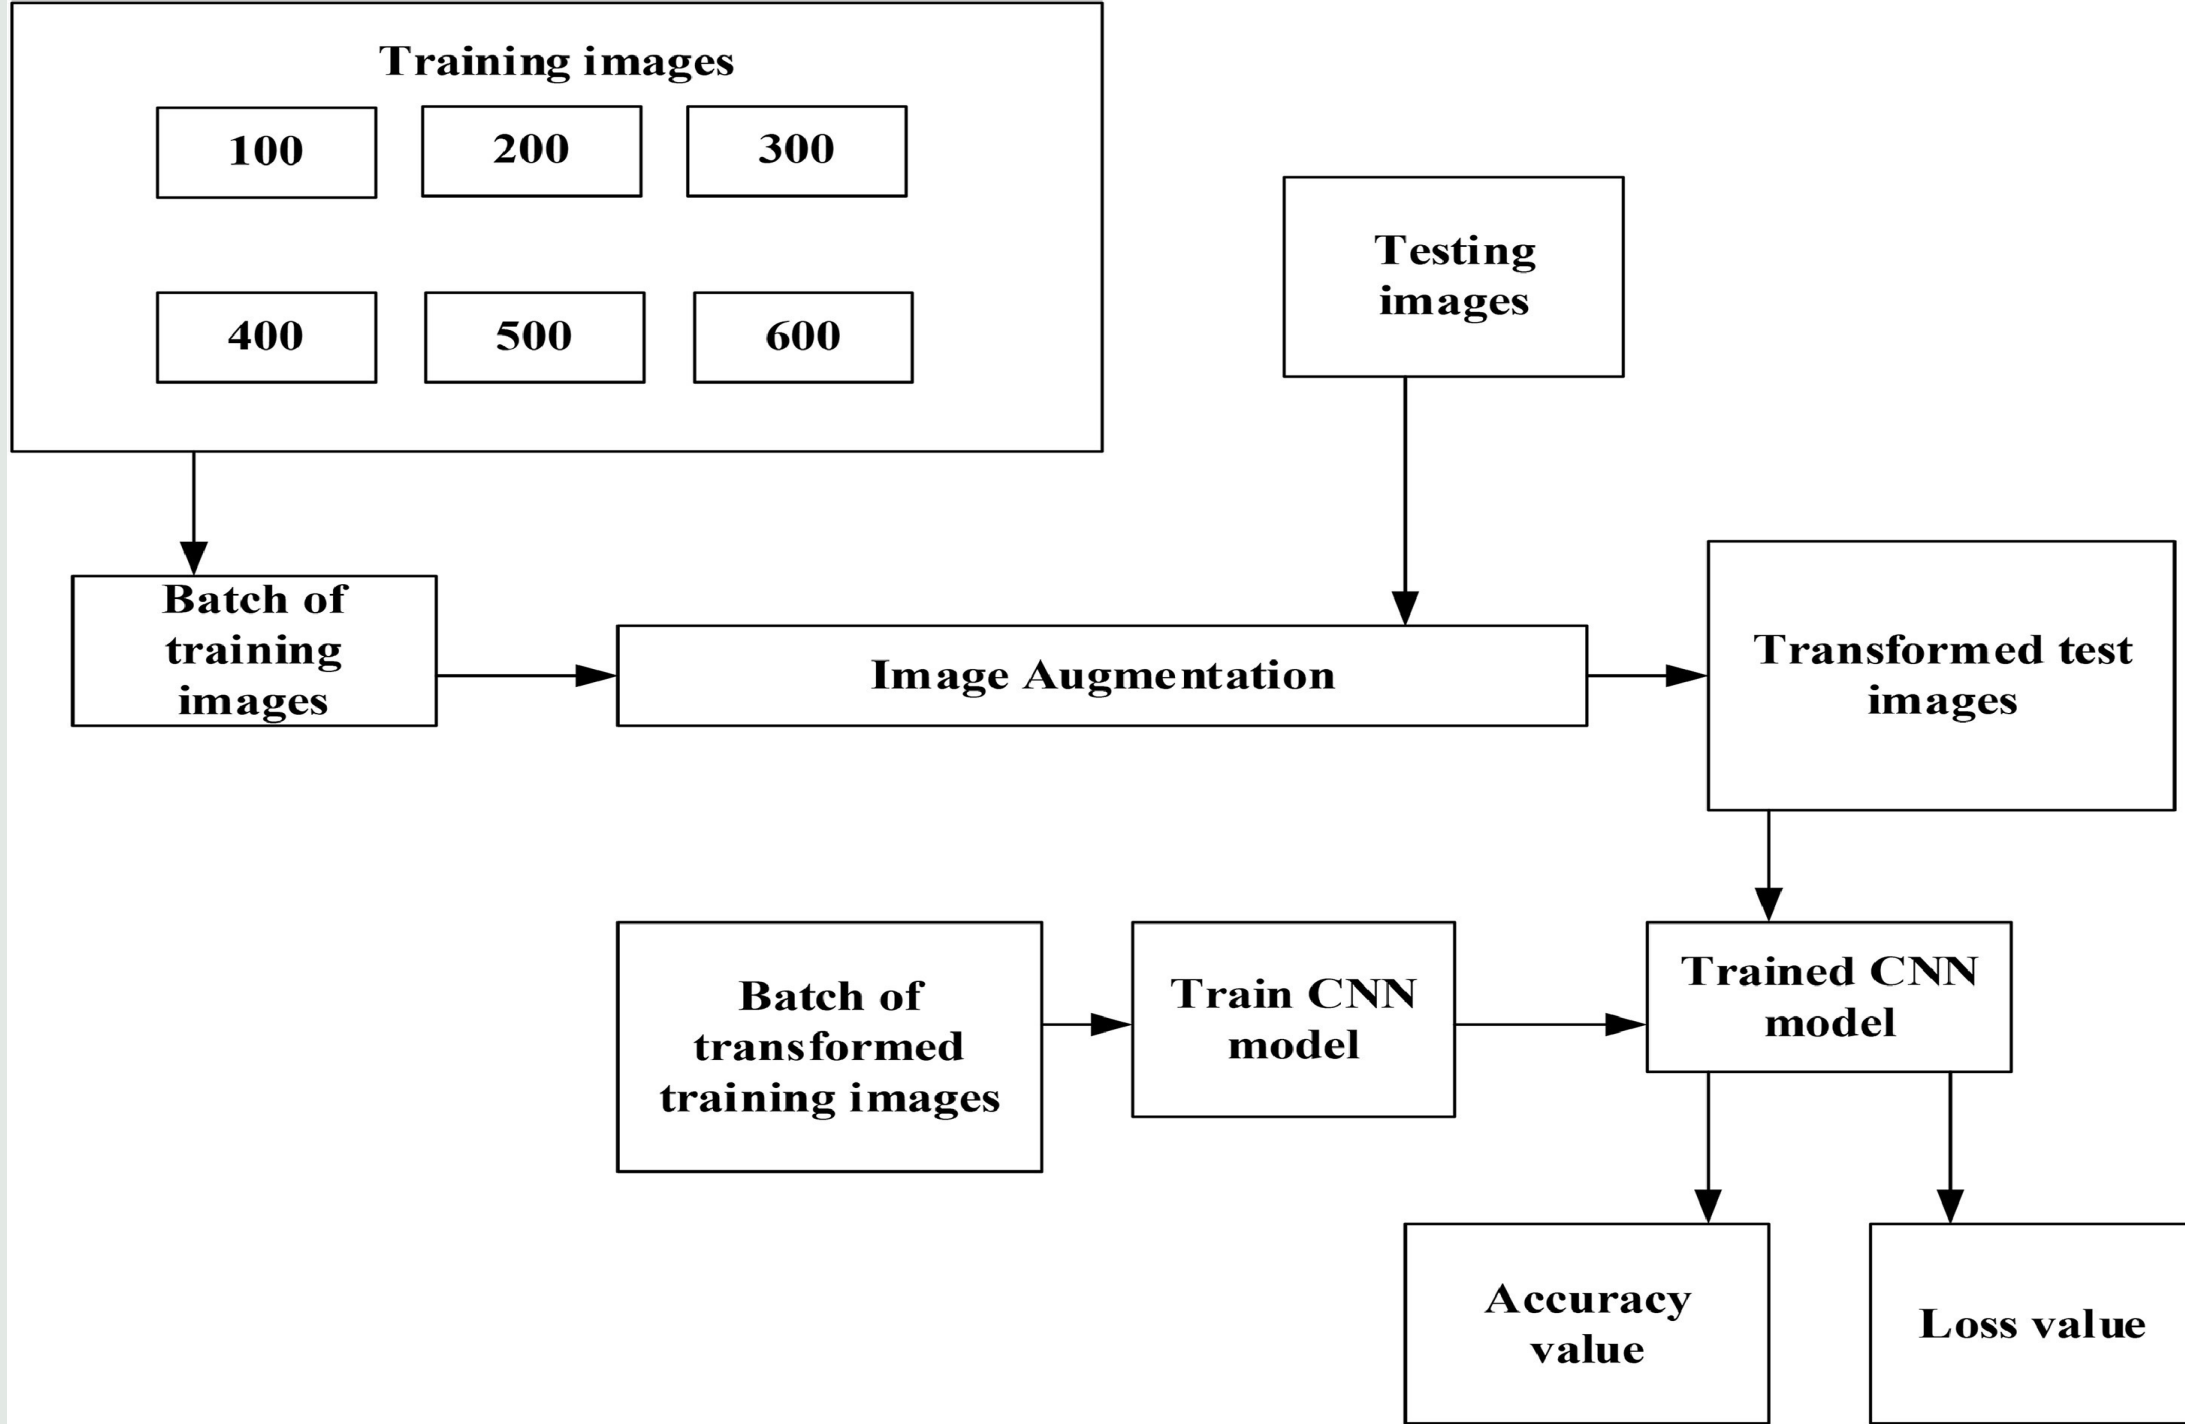 Training images
100
200
300
400
500
600
Testing
images
Batch of
training
images
Image Augmentation
Transformed test
images
Batch of
transformed
training images
Train CNN
model
Trained CNN
model
Accuracy
value
Loss value